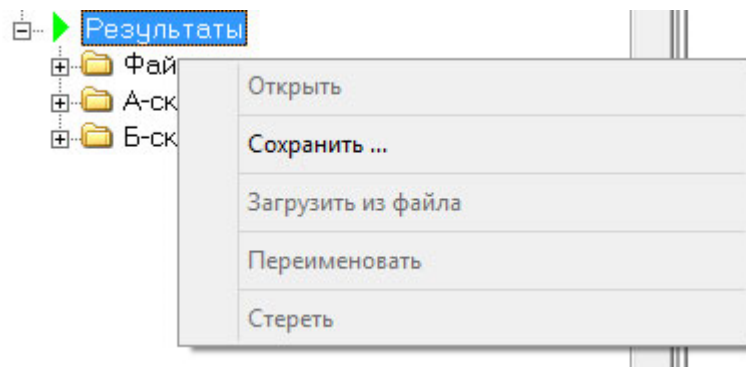 Результаты
Фай
А-ск
Б-ск
Открыть
Сохранить ...
Загрузить из файла
Переименовать
Стереть